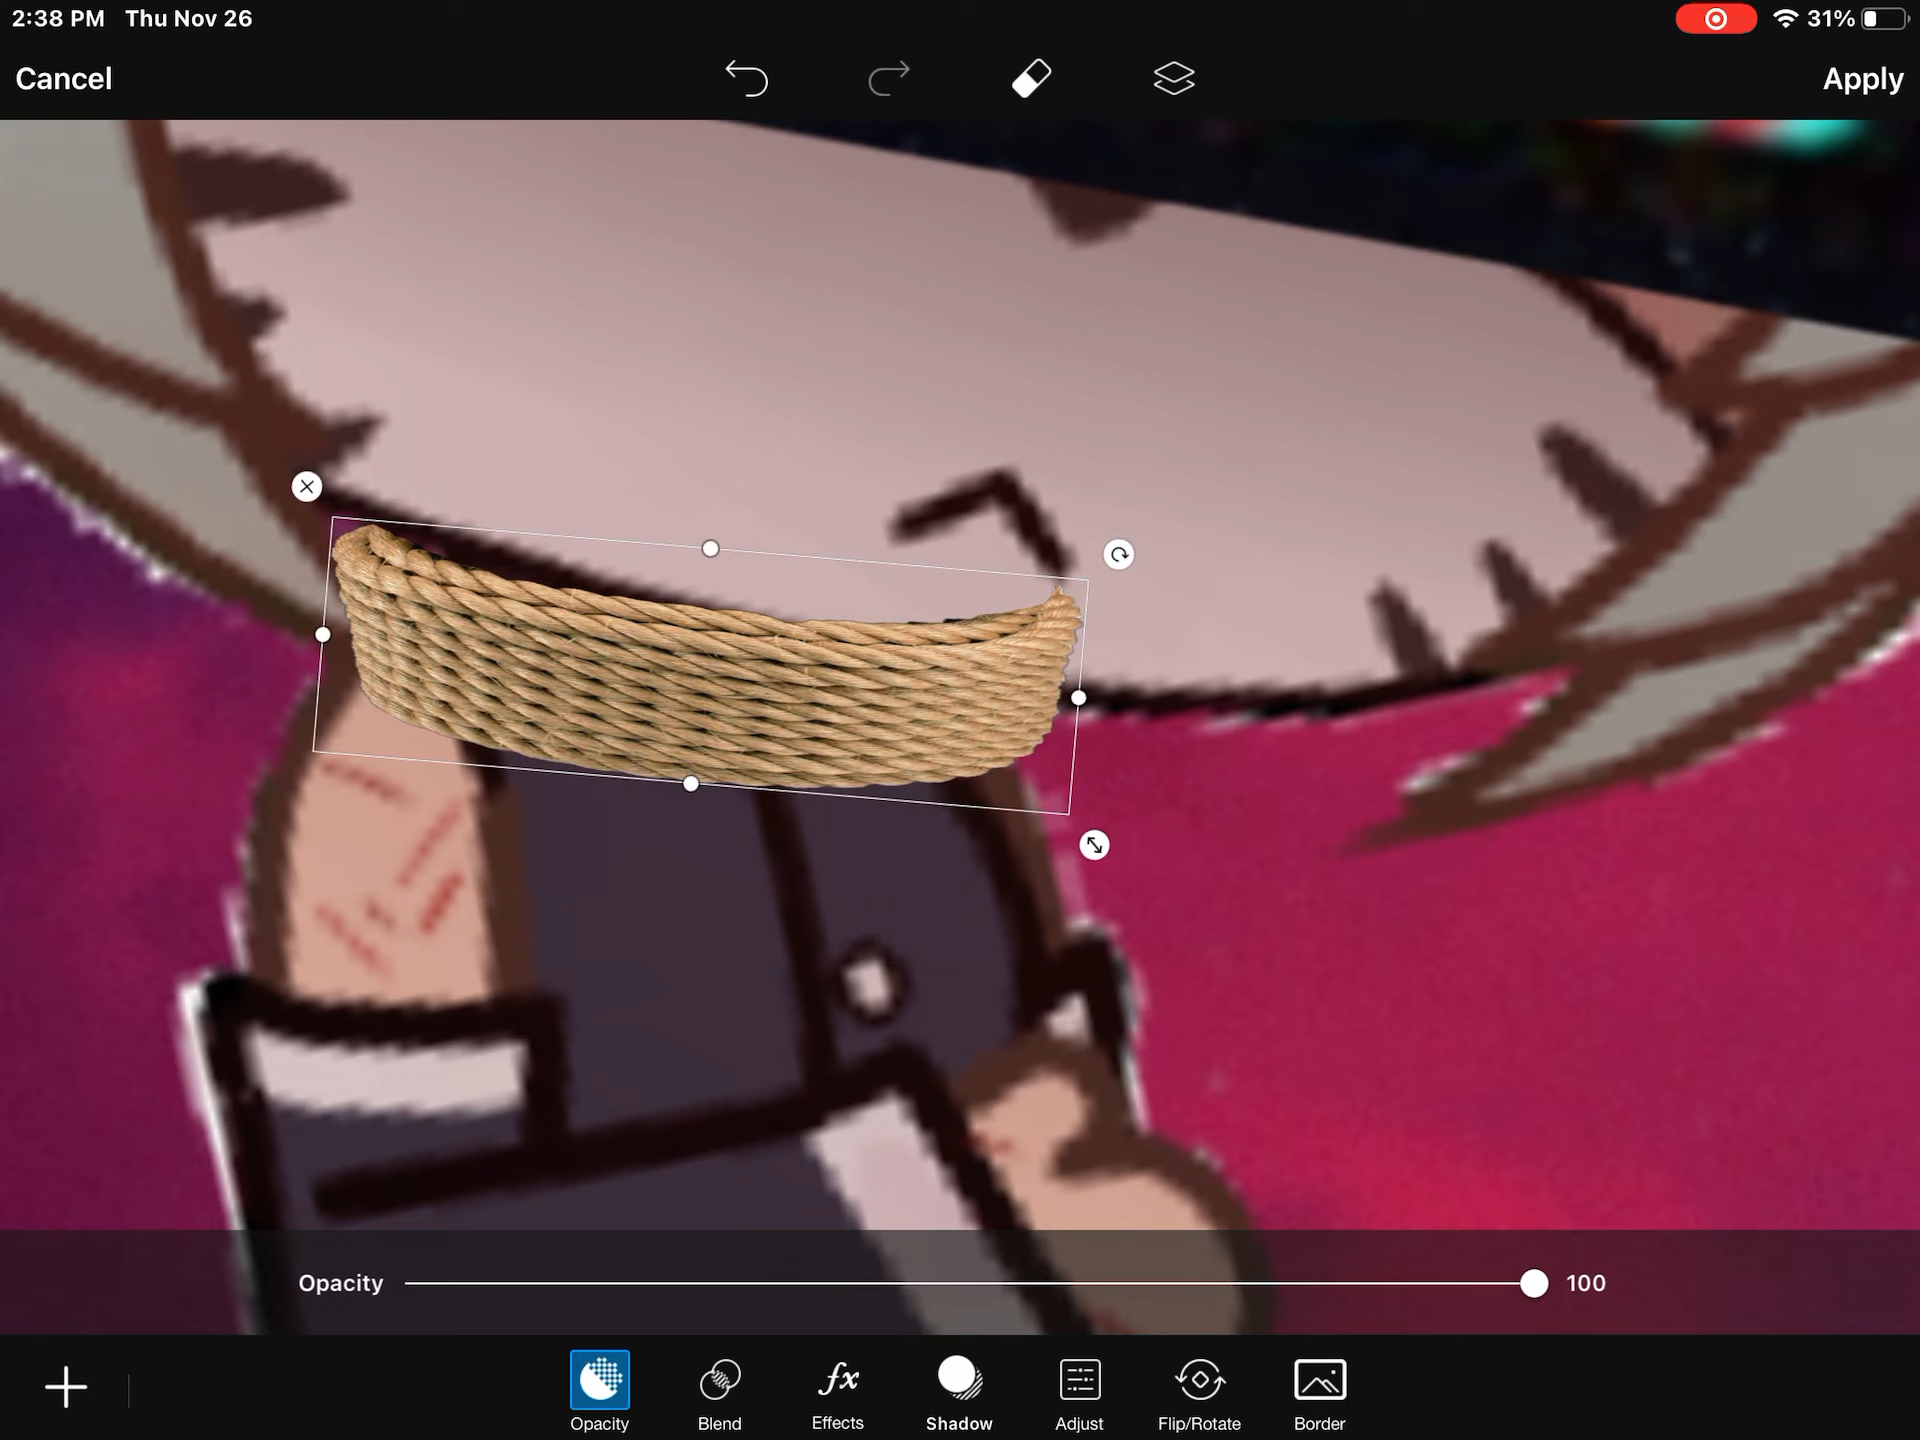 2:38 PM Thu Nov 26
31%
Cancel
Apply
Opacity 100
Opacity
Blend
fx
Effects
Shadow
Adjust
Flip/Rotate
Border